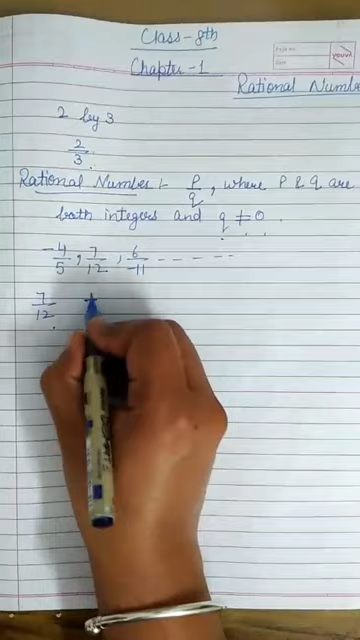 Class-8th
Chapter-1
Rational Numbe
2 by 3
2/3
Rational Number :- P/q, where P & q are
both integers and q ≠ 0.
-4/5, 7/12, 6/-11 ------
7/12